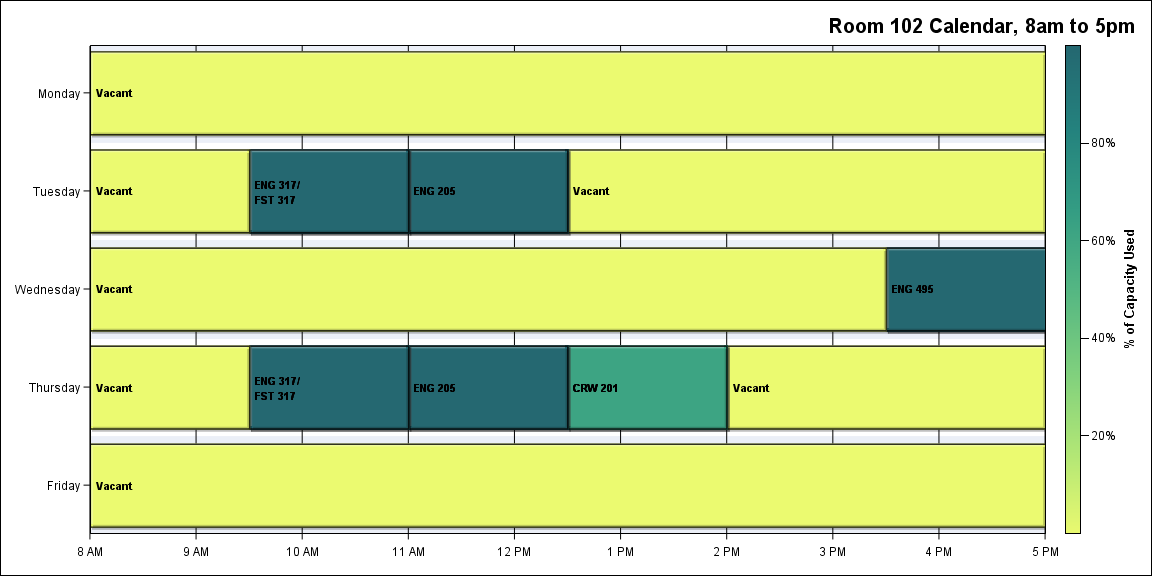 Room 102 Calendar, 8am to 5pm
Monday
Vacant
Tuesday
Vacant
ENG 317/
FST 317
ENG 205
Vacant
Wednesday
Vacant
ENG 495
Thursday
Vacant
ENG 317/
FST 317
ENG 205
CRW 201
Vacant
Friday
Vacant
8 AM
9 AM
10 AM
11 AM
12 PM
1 PM
2 PM
3 PM
4 PM
5 PM
80%
60%
40%
20%
% of Capacity Used